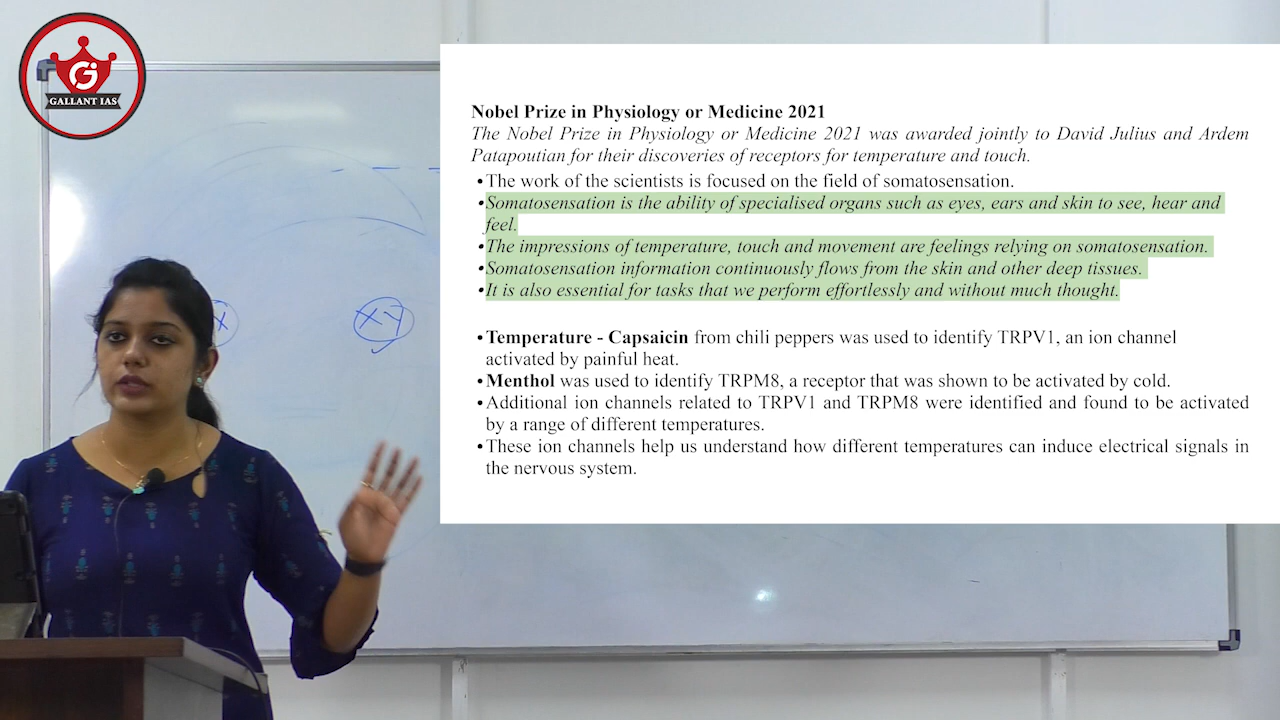 GALLANT IAS
Nobel Prize in Physiology or Medicine 2021
The Nobel Prize in Physiology or Medicine 2021 was awarded jointly to David Julius and Ardem
Patapoutian for their discoveries of receptors for temperature and touch.
•The work of the scientists is focused on the field of somatosensation.
•Somatosensation is the ability of specialised organs such as eyes, ears and skin to see, hear and
feel.
•The impressions of temperature, touch and movement are feelings relying on somatosensation.
•Somatosensation information continuously flows from the skin and other deep tissues.
•It is also essential for tasks that we perform effortlessly and without much thought.
•Temperature - Capsaicin from chili peppers was used to identify TRPV1, an ion channel
activated by painful heat.
•Menthol was used to identify TRPM8, a receptor that was shown to be activated by cold.
•Additional ion channels related to TRPV1 and TRPM8 were identified and found to be activated
by a range of different temperatures.
•These ion channels help us understand how different temperatures can induce electrical signals in
the nervous system.
X XY